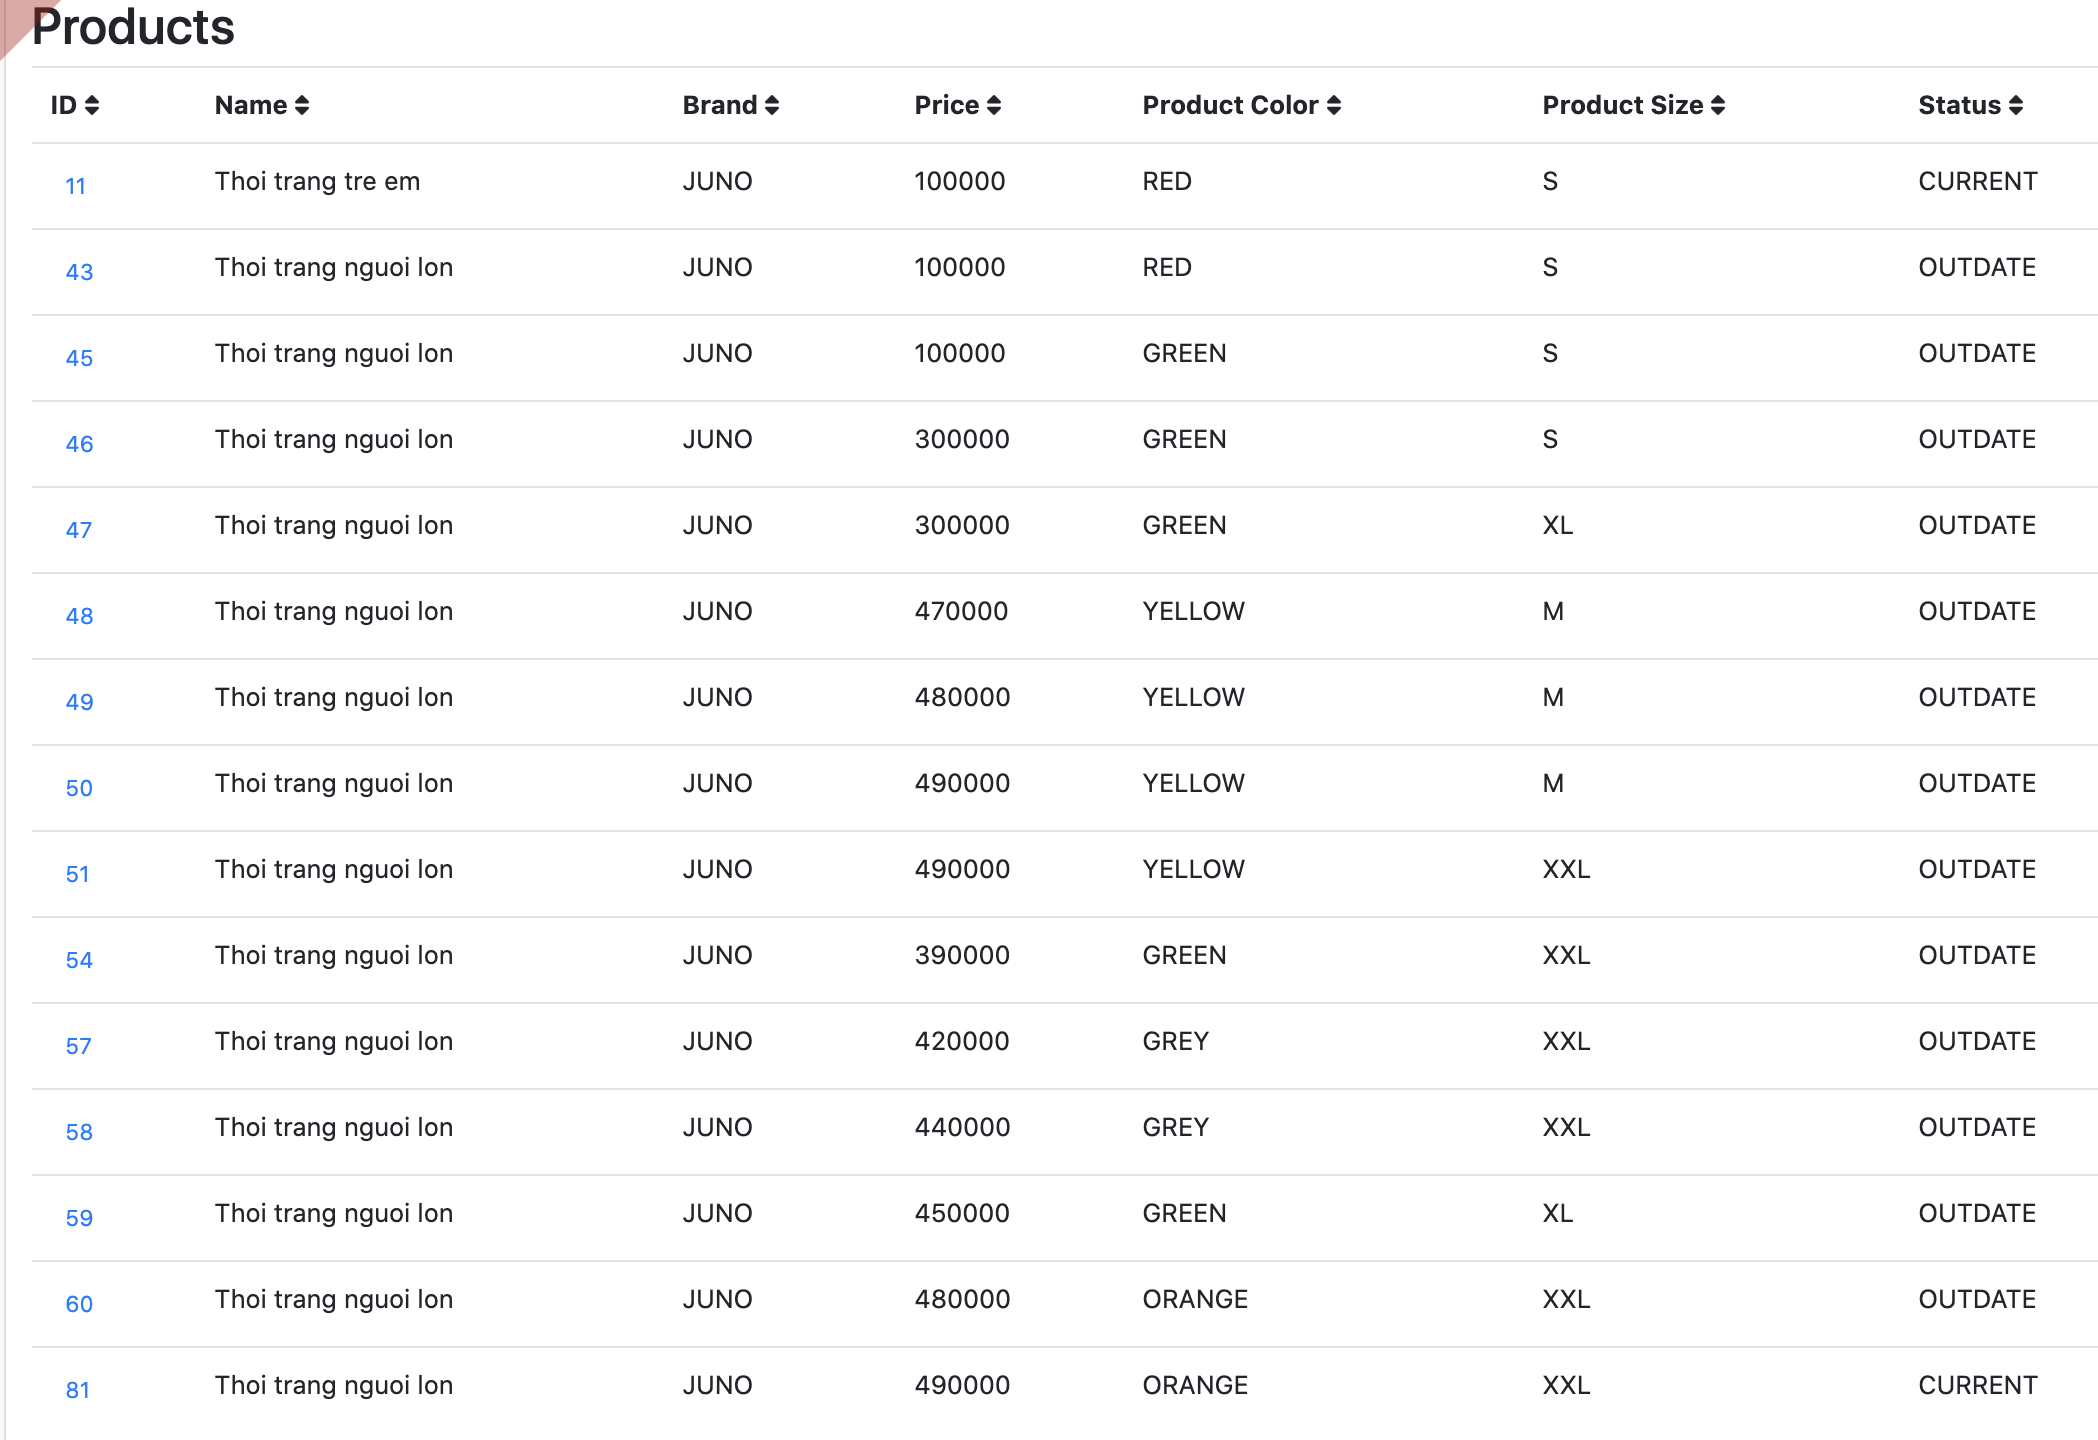 Products
ID Name Brand Price Product Color Product Size Status
11 Thoi trang tre em JUNO 100000 RED S CURRENT
43 Thoi trang nguoi lon JUNO 100000 RED S OUTDATE
45 Thoi trang nguoi lon JUNO 100000 GREEN S OUTDATE
46 Thoi trang nguoi lon JUNO 300000 GREEN S OUTDATE
47 Thoi trang nguoi lon JUNO 300000 GREEN XL OUTDATE
48 Thoi trang nguoi lon JUNO 470000 YELLOW M OUTDATE
49 Thoi trang nguoi lon JUNO 480000 YELLOW M OUTDATE
50 Thoi trang nguoi lon JUNO 490000 YELLOW M OUTDATE
51 Thoi trang nguoi lon JUNO 490000 YELLOW XXL OUTDATE
54 Thoi trang nguoi lon JUNO 390000 GREEN XXL OUTDATE
57 Thoi trang nguoi lon JUNO 420000 GREY XXL OUTDATE
58 Thoi trang nguoi lon JUNO 440000 GREY XXL OUTDATE
59 Thoi trang nguoi lon JUNO 450000 GREEN XL OUTDATE
60 Thoi trang nguoi lon JUNO 480000 ORANGE XXL OUTDATE
81 Thoi trang nguoi lon JUNO 490000 ORANGE XXL CURRENT